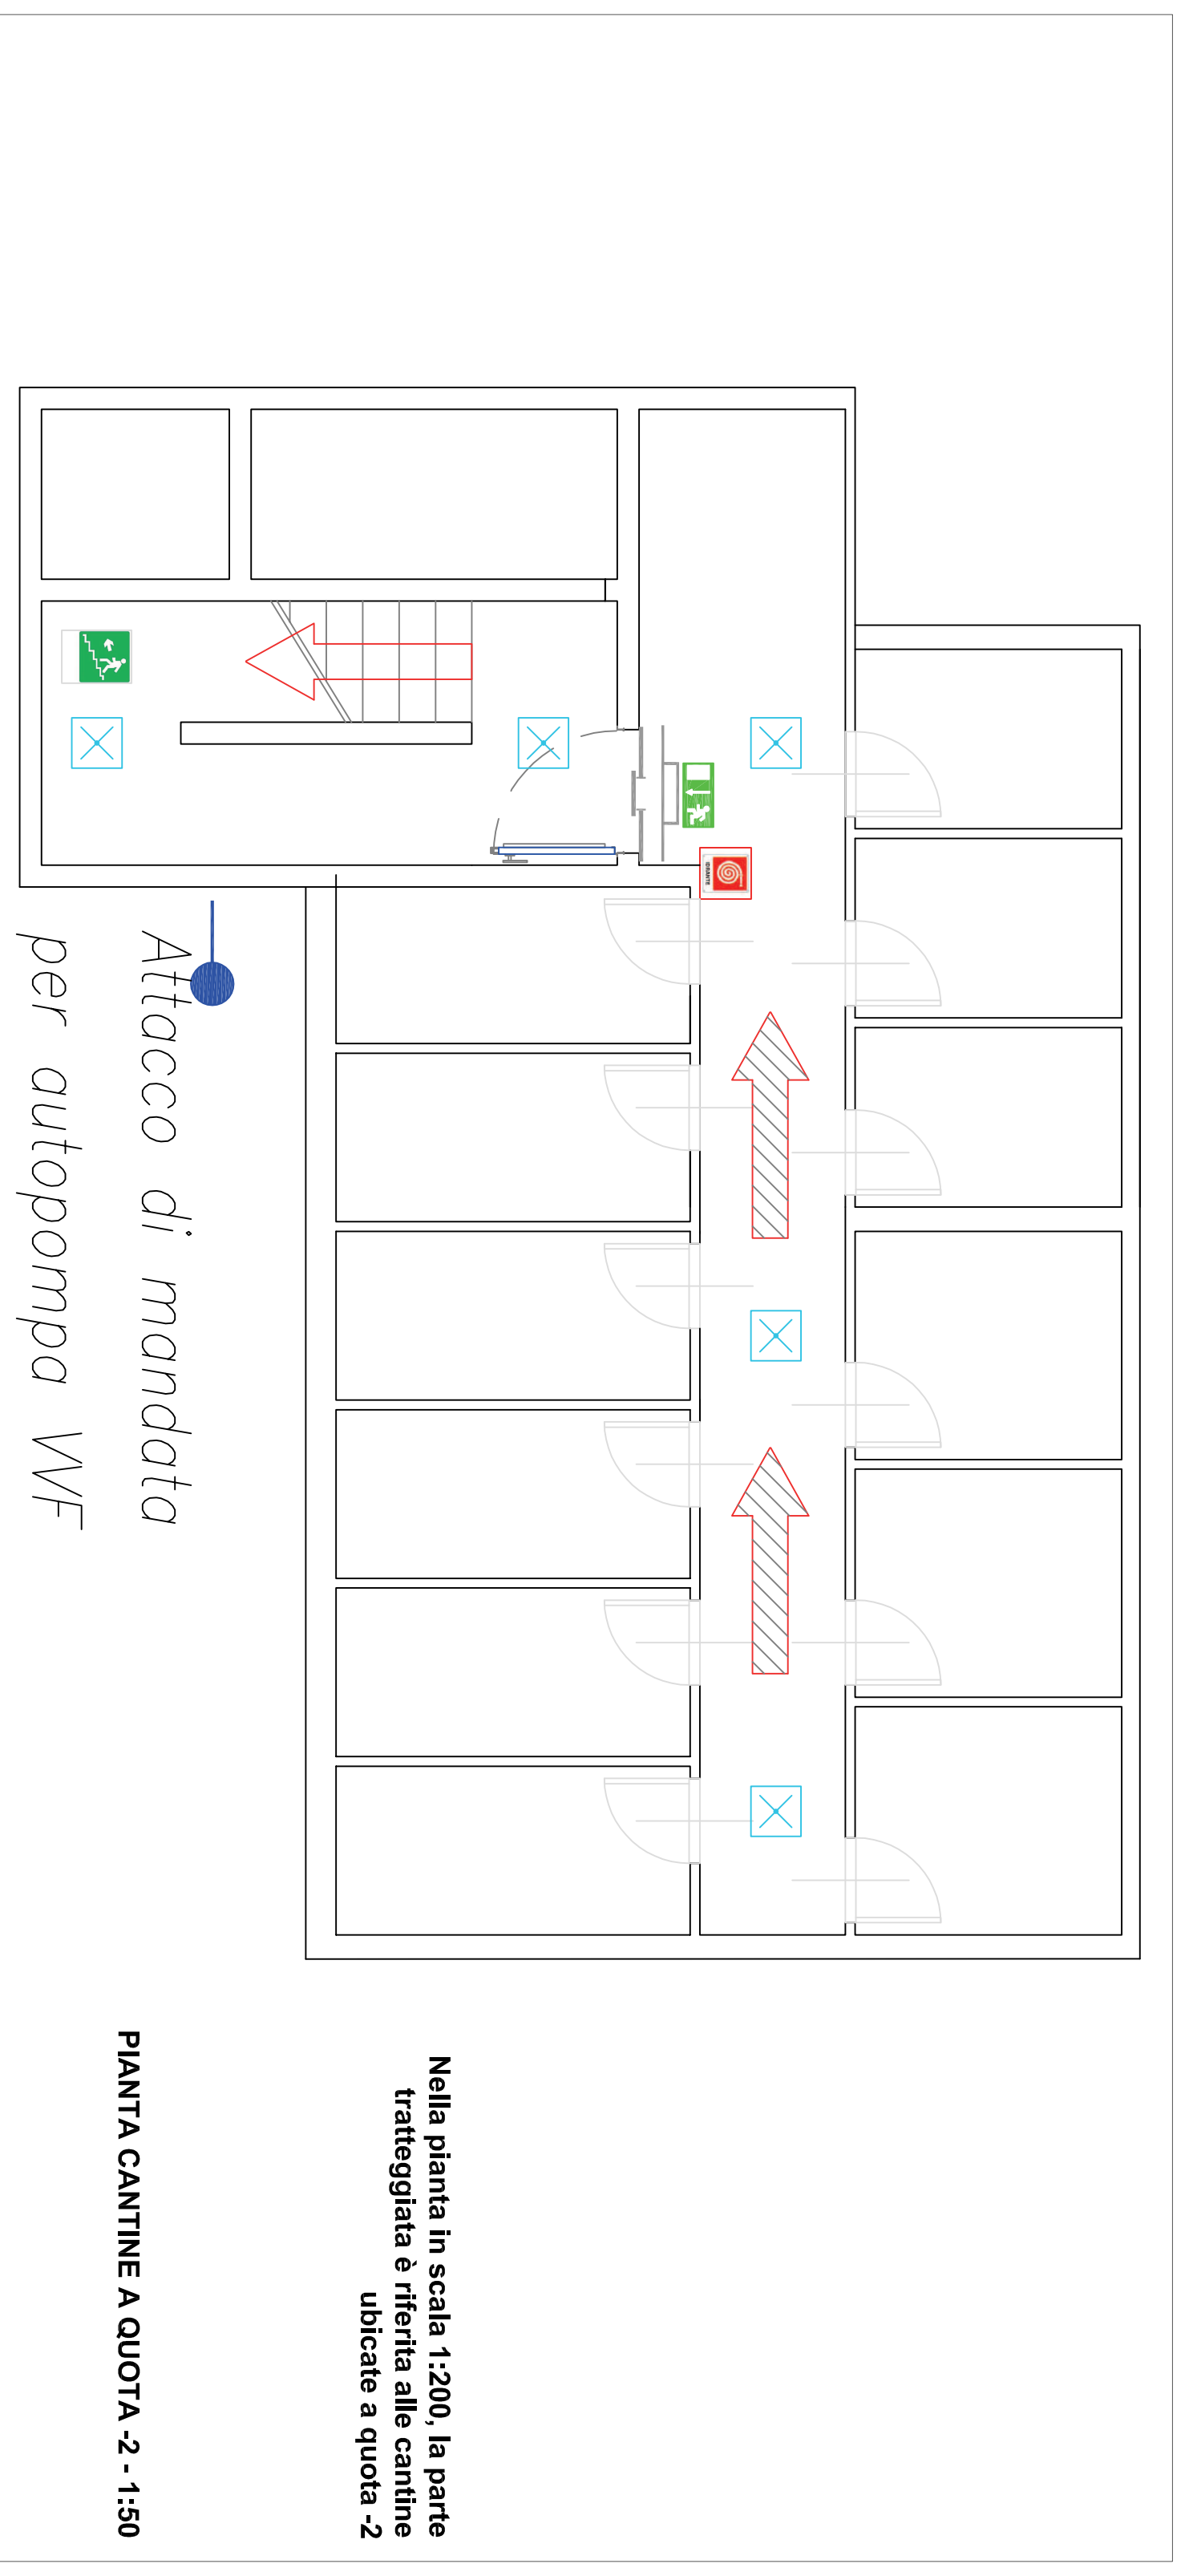 IDRANTE
Attacco di mandata
per autopompa VVF
Nella pianta in scala 1:200, la parte
tratteggiata è riferita alle cantine
ubicate a quota -2
PIANTA CANTINE A QUOTA -2 - 1:50